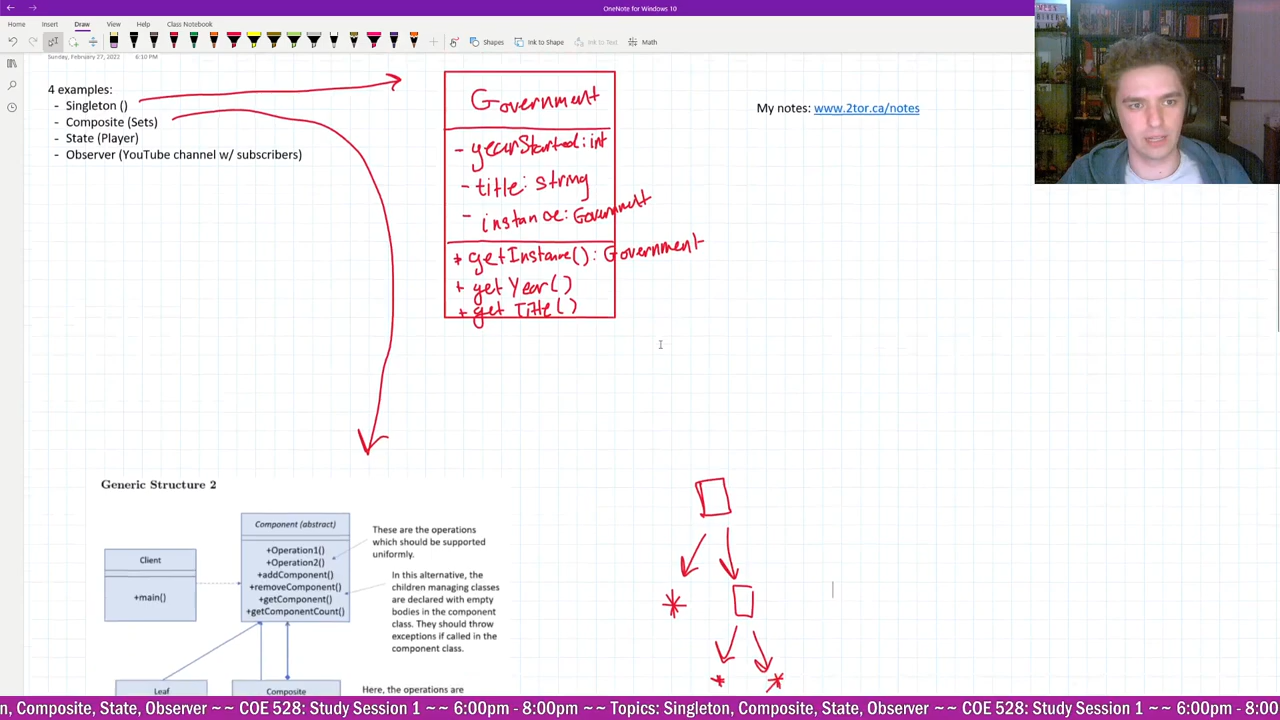 OneNote for Windows 10
Home Insert Draw View Help Class Notebook
Shapes Ink to Shape Ink to Text Math
Sunday, February 27, 2022 6:10 PM
4 examples:
- Singleton ()
- Composite (Sets)
- State (Player)
- Observer (YouTube channel w/ subscribers)
Government
- yearStarted: int
- title: string
- instance: Government
+ getInstance(): Government
+ getYear()
+ getTitle()
My notes: www.2tor.ca/notes
Generic Structure 2
Client
+main()
Component (abstract)
+Operation1()
+Operation2()
+addComponent()
+removeComponent()
+getComponent()
+getComponentCount()
These are the operations
which should be supported
uniformly.
In this alternative, the
children managing classes
are declared with empty
bodies in the component
class. They should throw
exceptions if called in the
component class.
Leaf
Composite
Here, the operations are
n, Composite, State, Observer ~~ COE 528: Study Session 1 ~~ 6:00pm - 8:00pm ~~ Topics: Singleton, Composite, State, Observer ~~ COE 528: Study Session 1 ~~ 6:00pm - 8:0